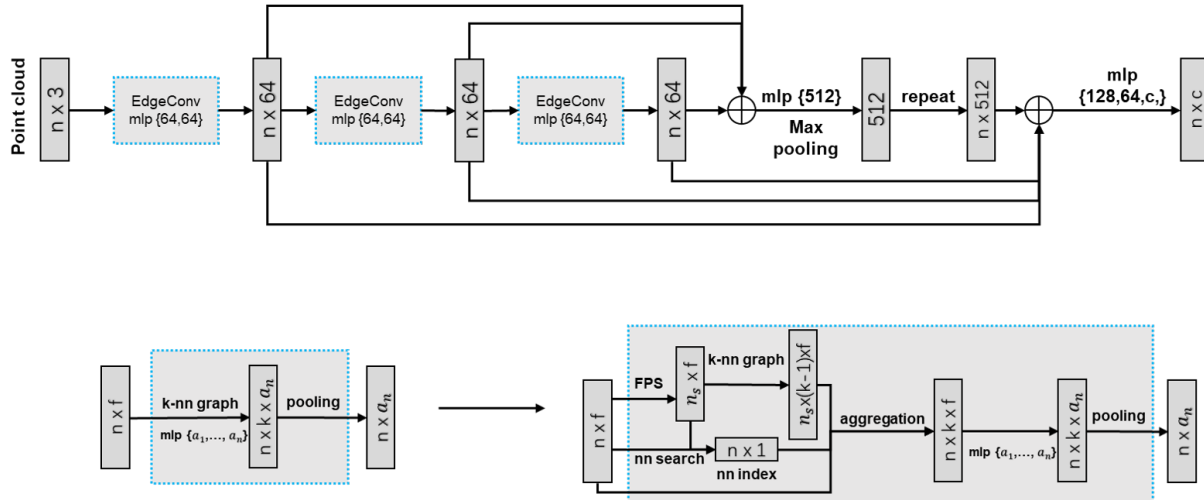 Point cloud
n x 3
EdgeConv
mlp {64,64}
n x 64
EdgeConv
mlp {64,64}
n x 64
EdgeConv
mlp {64,64}
n x 64
mlp {512}
Max
pooling
512
repeat
n x 512
mlp
{128,64,c,}
n x c
n x f
k-nn graph
mlp {a₁,..., aₙ}
n x k x aₙ
pooling
n x aₙ
n x f
FPS
nₛ x f
k-nn graph
nₛx(k-1)xf
nn search
n x 1
nn index
aggregation
n x k x f
mlp {a₁,..., aₙ}
n x k x aₙ
pooling
n x aₙ